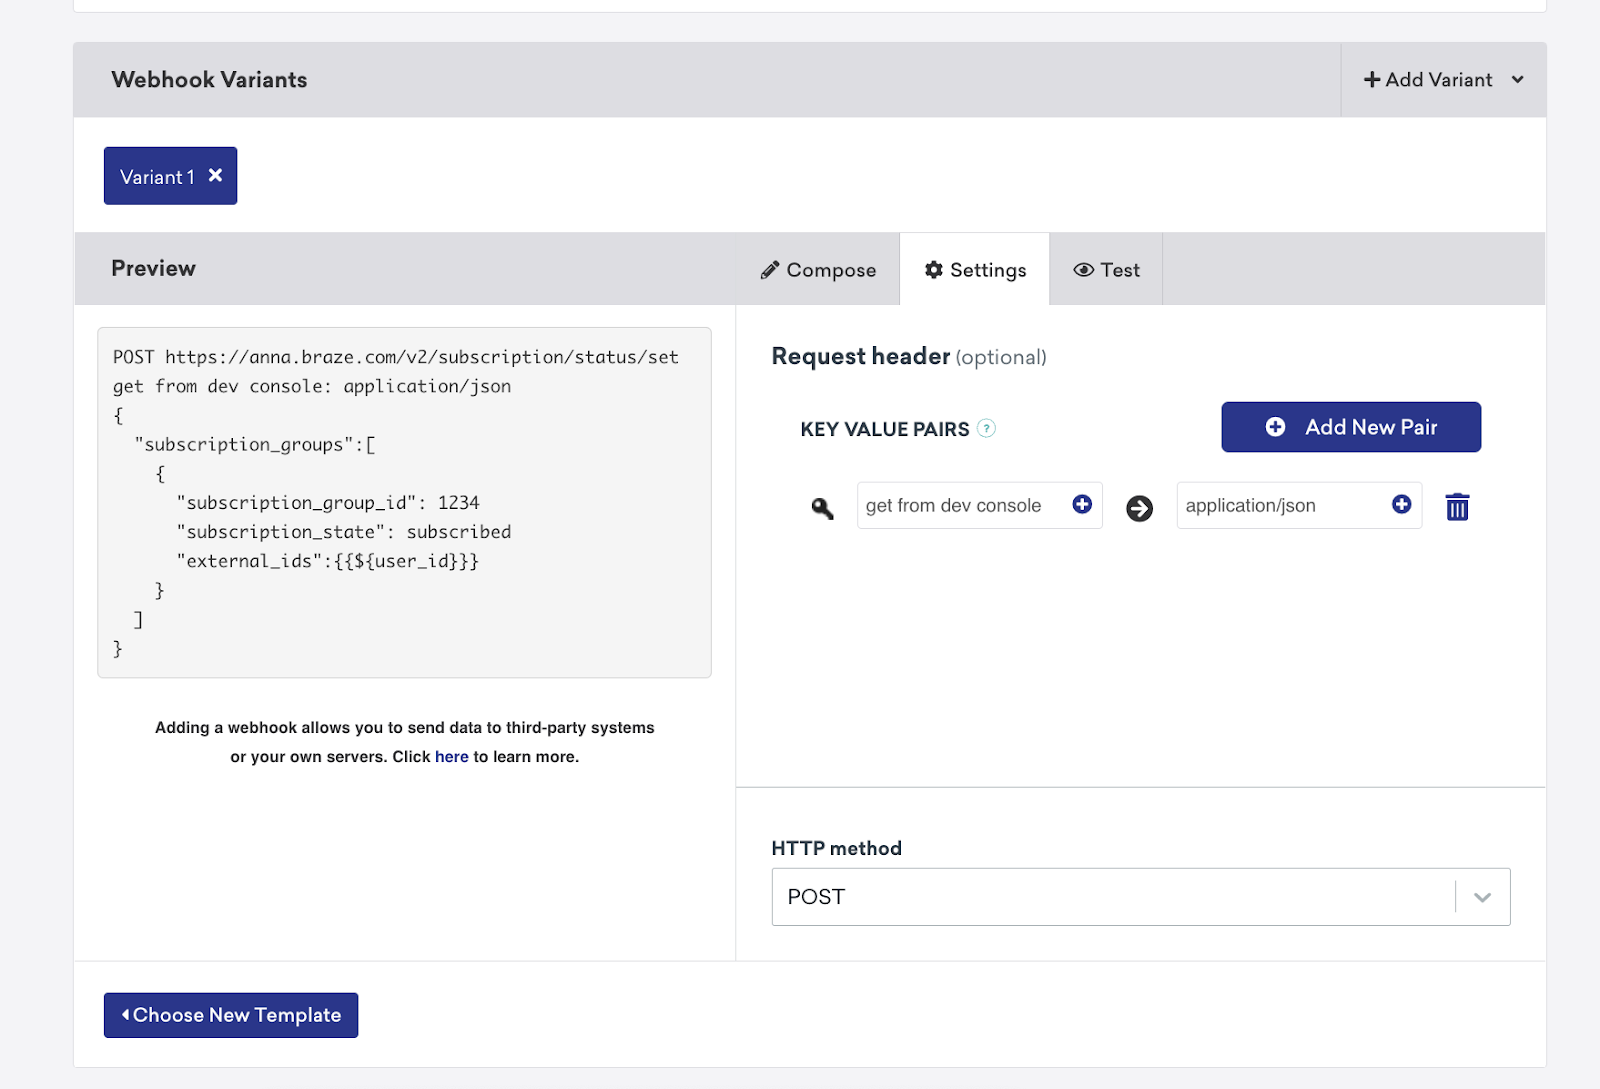 Webhook Variants
Add Variant
Variant 1
Preview
Compose
Settings
Test
POST https://anna.braze.com/v2/subscription/status/set
get from dev console: application/json
{
"subscription_groups":[
{
"subscription_group_id": 1234
"subscription_state": subscribed
"external_ids":{{${user_id}}}
}
]
}
Adding a webhook allows you to send data to third-party systems
or your own servers. Click here to learn more.
Request header (optional)
KEY VALUE PAIRS ?
Add New Pair
get from dev console
application/json
HTTP method
POST
Choose New Template